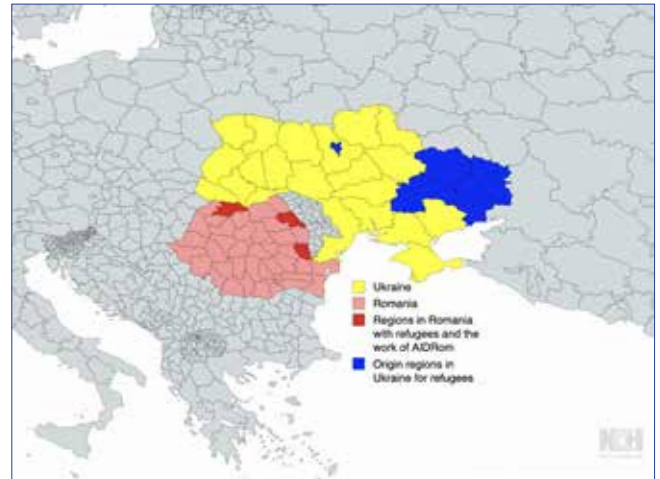 Ukraine
Romania
Regions in Romania
with refugees and the
work of AIDRom
Origin regions in
Ukraine for refugees